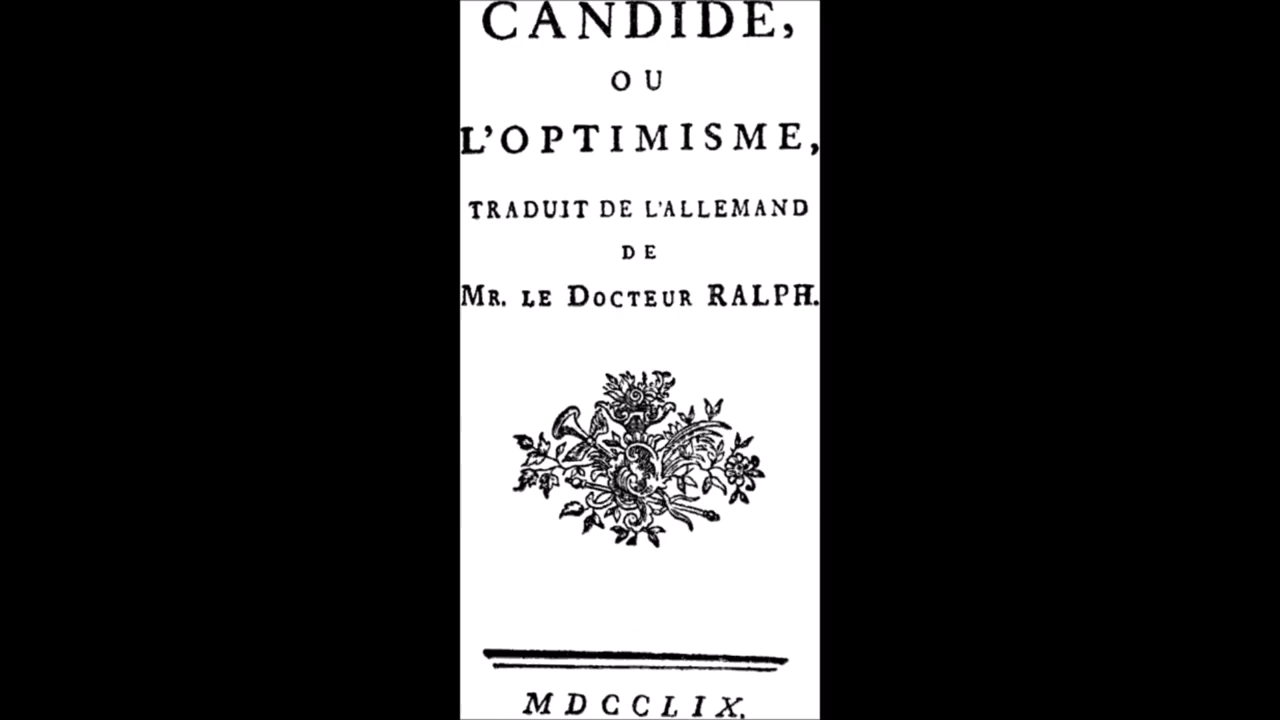 CANDIDE,
OU
L'OPTIMISME,
TRADUIT DE L'ALLEMAND
DE
MR. LE DOCTEUR RALPH.
MDCCLIX.